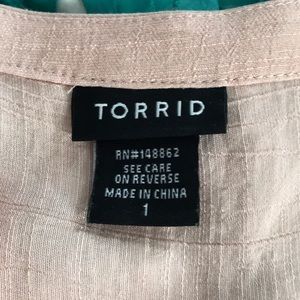 TORRID
RN#148862
SEE CARE
ON REVERSE
MADE IN CHINA
1